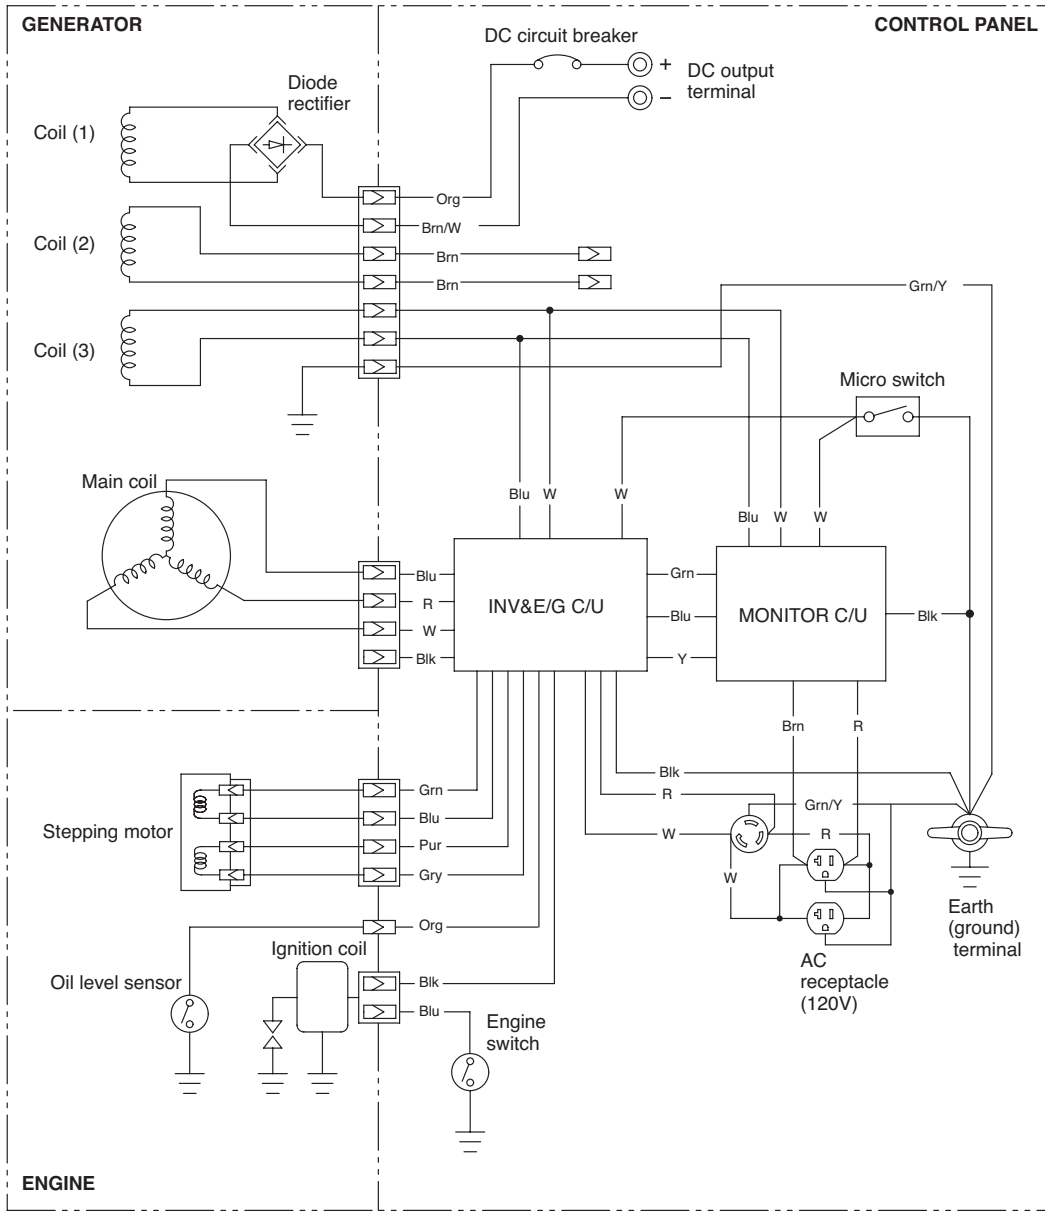 GENERATOR
CONTROL PANEL
DC circuit breaker
+
DC output
terminal
−
Diode
rectifier
Coil (1)
Org
Brn/W
Coil (2)
Brn
Brn
Grn/Y
Coil (3)
Micro switch
Main coil
Blu
W
W
Blu
W
W
Blu
R
W
Blk
INV&E/G C/U
Grn
Blu
Y
MONITOR C/U
Blk
Brn
R
Blk
R
Grn/Y
W
R
W
Stepping motor
Grn
Blu
Pur
Gry
Org
Earth
(ground)
terminal
AC
receptacle
(120V)
Ignition coil
Oil level sensor
Blk
Blu
Engine
switch
ENGINE